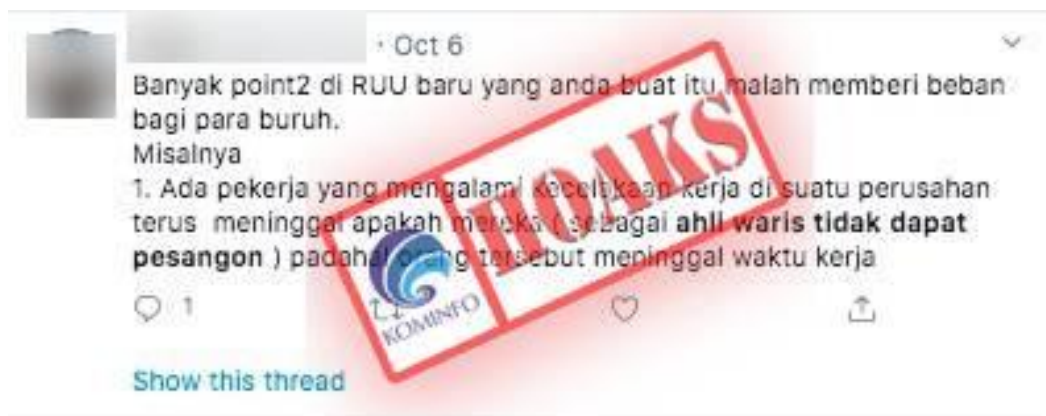 · Oct 6
Banyak point2 di RUU baru yang anda buat itu malah memberi beban
bagi para buruh.
Misalnya
1. Ada pekerja yang mengalami kecelakaan kerja di suatu perusahan
terus meninggal apakah mereka ( sebagai ahli waris tidak dapat
pesangon ) padahal orang tersebut meninggal waktu kerja
1
HOAKS
KOMINFO
Show this thread